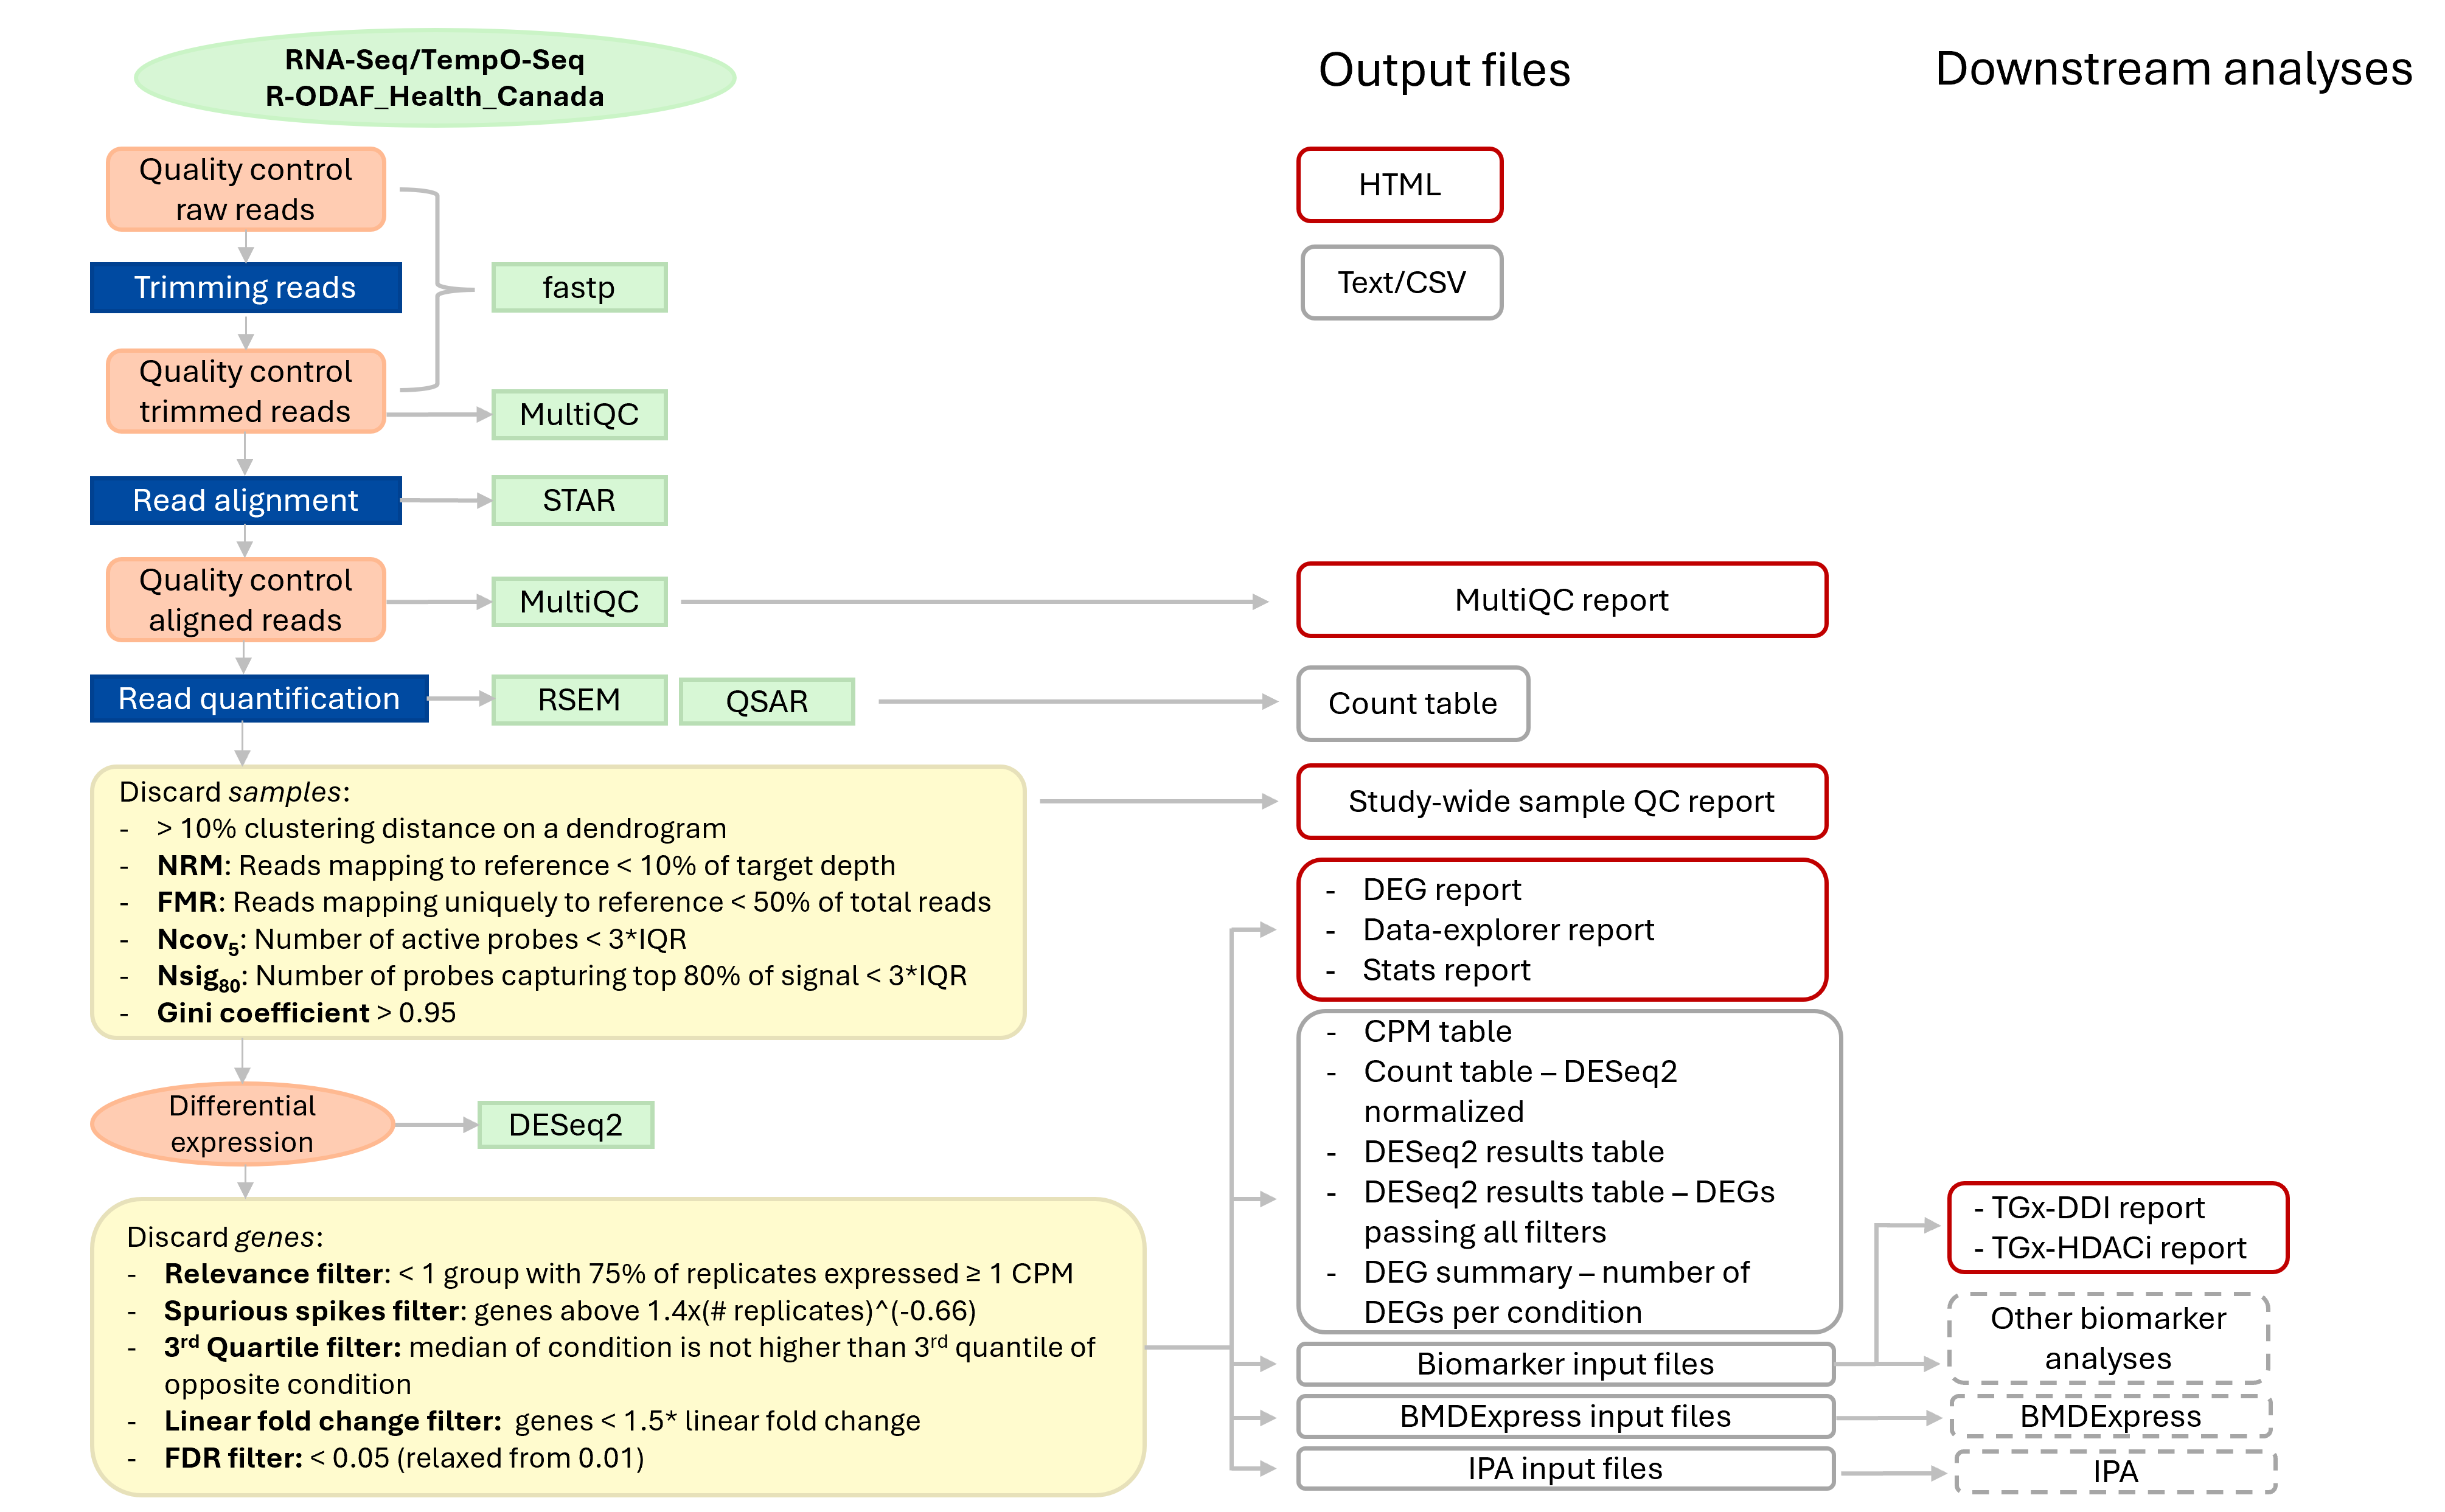 RNA-Seq/TempO-Seq
R-ODAF_Health_Canada
Output files
Downstream analyses
Quality control
raw reads
Trimming reads
fastp
Quality control
trimmed reads
MultiQC
Read alignment
STAR
Quality control
aligned reads
MultiQC
Read quantification
RSEM
QSAR
Discard samples:
- > 10% clustering distance on a dendrogram
- NRM: Reads mapping to reference < 10% of target depth
- FMR: Reads mapping uniquely to reference < 50% of total reads
- Ncov5: Number of active probes < 3*IQR
- Nsig80: Number of probes capturing top 80% of signal < 3*IQR
- Gini coefficient > 0.95
Differential
expression
DESeq2
Discard genes:
- Relevance filter: < 1 group with 75% of replicates expressed ≥ 1 CPM
- Spurious spikes filter: genes above 1.4x(# replicates)^(-0.66)
- 3rd Quartile filter: median of condition is not higher than 3rd quantile of
opposite condition
- Linear fold change filter: genes < 1.5* linear fold change
- FDR filter: < 0.05 (relaxed from 0.01)
HTML
Text/CSV
MultiQC report
Count table
Study-wide sample QC report
- DEG report
- Data-explorer report
- Stats report
- CPM table
- Count table – DESeq2
normalized
- DESeq2 results table
- DESeq2 results table – DEGs
passing all filters
- DEG summary – number of
DEGs per condition
Biomarker input files
BMDExpress input files
IPA input files
- TGx-DDI report
- TGx-HDACi report
Other biomarker
analyses
BMDExpress
IPA